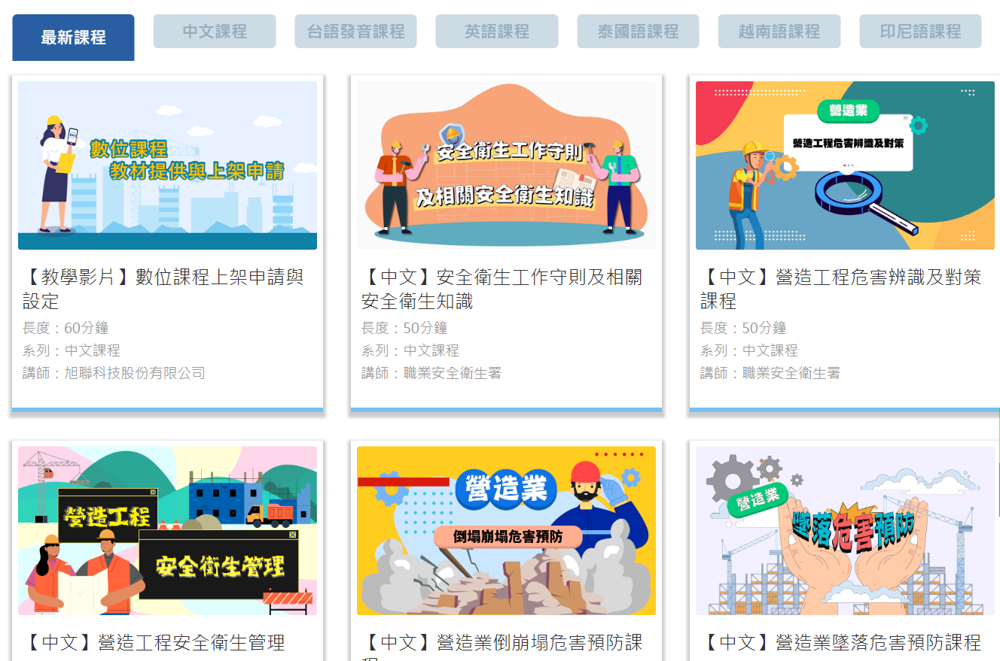 最新課程
中文課程
台語發音課程
英語課程
泰國語課程
越南語課程
印尼語課程
數位課程
教材提供與上架申請
【教學影片】數位課程上架申請與
設定
長度：60分鐘
系列：中文課程
講師：旭聯科技股份有限公司
安全衛生工作守則
及相關安全衛生知識
【中文】安全衛生工作守則及相關
安全衛生知識
長度：50分鐘
系列：中文課程
講師：職業安全衛生署
營造業
營造工程危害辨識及對策
【中文】營造工程危害辨識及對策
課程
長度：50分鐘
系列：中文課程
講師：職業安全衛生署
營造工程
安全衛生管理
【中文】營造工程安全衛生管理
營造業
倒塌崩塌危害預防
【中文】營造業倒崩塌危害預防課
營造業
墜落危害預防
【中文】營造業墜落危害預防課程